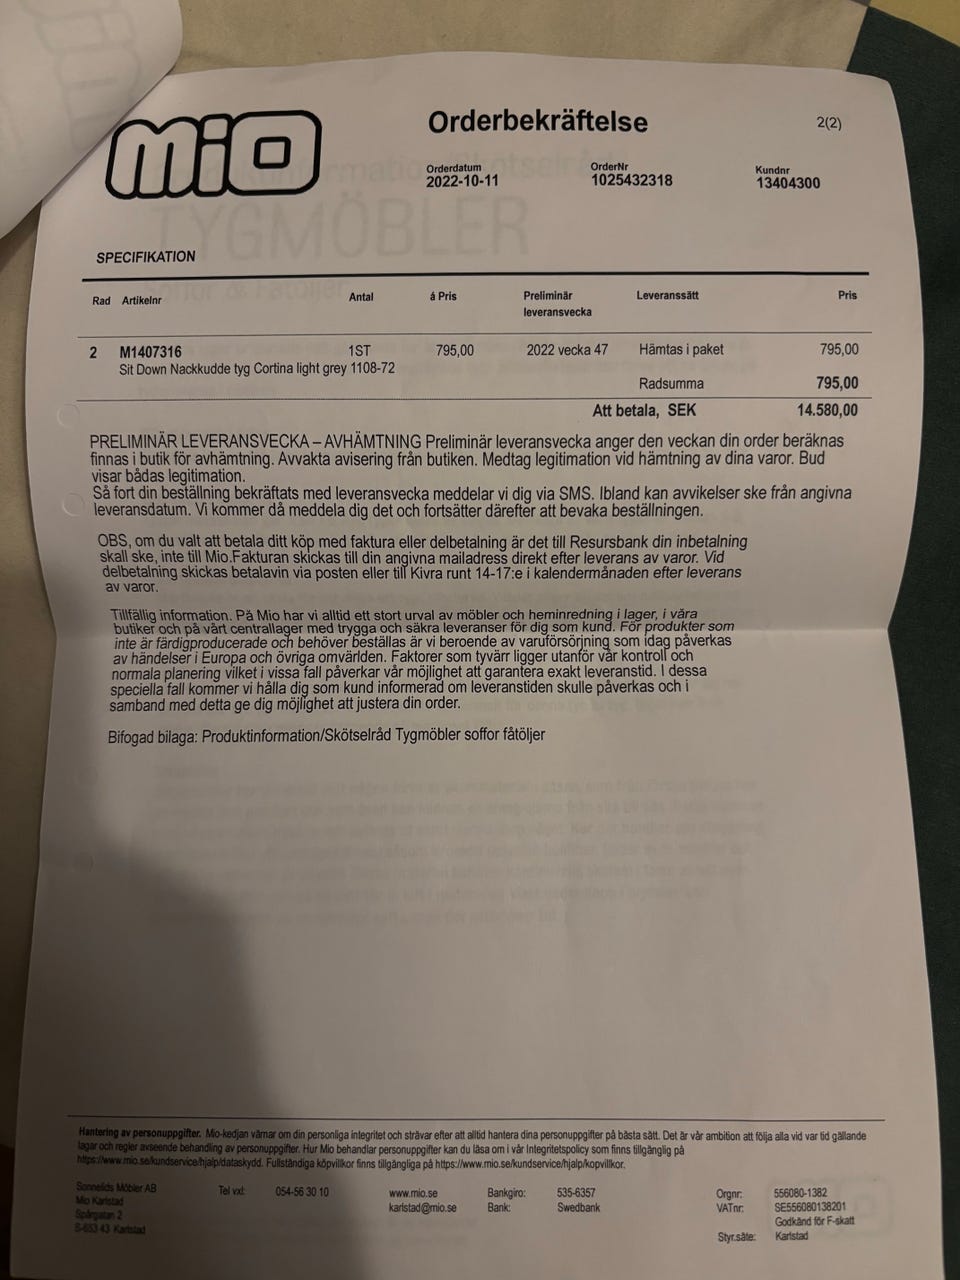 mio
Orderbekräftelse
2(2)
Orderdatum OrderNr Kundnr
2022-10-11 1025432318 13404300
TYGMÖBLER
SPECIFIKATION
Rad Artikelnr Antal á Pris Preliminär leveransvecka Leveranssätt Pris
2 M1407316 1ST 795,00 2022 vecka 47 Hämtas i paket 795,00
Sit Down Nackkudde tyg Cortina light grey 1108-72
Radsumma 795,00
Att betala, SEK 14.580,00
PRELIMINÄR LEVERANSVECKA – AVHÄMTNING Preliminär leveransvecka anger den veckan din order beräknas
finnas i butik för avhämtning. Avvakta avisering från butiken. Medtag legitimation vid hämtning av dina varor. Bud
visar bådas legitimation.
Så fort din beställning bekräftats med leveransvecka meddelar vi dig via SMS. Ibland kan avvikelser ske från angivna
leveransdatum. Vi kommer då meddela dig det och fortsätter därefter att bevaka beställningen.
OBS, om du valt att betala ditt köp med faktura eller delbetalning är det till Resursbank din inbetalning
skall ske, inte till Mio.Fakturan skickas till din angivna mailadress direkt efter leverans av varor. Vid
delbetalning skickas betalavin via posten eller till Kivra runt 14-17:e i kalendermånaden efter leverans
av varor.
Tillfällig information. På Mio har vi alltid ett stort urval av möbler och heminredning i lager, i våra
butiker och på vårt centrallager med trygga och säkra leveranser för dig som kund. För produkter som
inte är färdigproducerade och behöver beställas är vi beroende av varuförsörjning som idag påverkas
av händelser i Europa och övriga omvärlden. Faktorer som tyvärr ligger utanför vår kontroll och
normala planering vilket i vissa fall påverkar vår möjlighet att garantera exakt leveranstid. I dessa
speciella fall kommer vi hålla dig som kund informerad om leveranstiden skulle påverkas och i
samband med detta ge dig möjlighet att justera din order.
Bifogad bilaga: Produktinformation/Skötselråd Tygmöbler soffor fåtöljer
Hantering av personuppgifter. Mio-kedjan värnar om din personliga integritet och strävar efter att alltid hantera dina personuppgifter på bästa sätt. Det är vår ambition att följa alla vid var tid gällande
lagar och regler avseende behandling av personuppgifter. Hur Mio behandlar personuppgifter kan du läsa om i vår Integritetspolicy som finns tillgänglig på
https://www.mio.se/kundservice/hjalp/dataskydd. Fullständiga köpvillkor finns tillgängliga på https://www.mio.se/kundservice/hjalp/kopvillkor.
Sonnelids Möbler AB Tel vxl: 054-56 30 10 www.mio.se Bankgiro: 535-6357 Orgnr: 556080-1382
Mio Karlstad karlstad@mio.se Bank: Swedbank VATnr: SE556080138201
Spårgatan 2 Godkänd för F-skatt
S-653 43 Karlstad Styr.säte: Karlstad